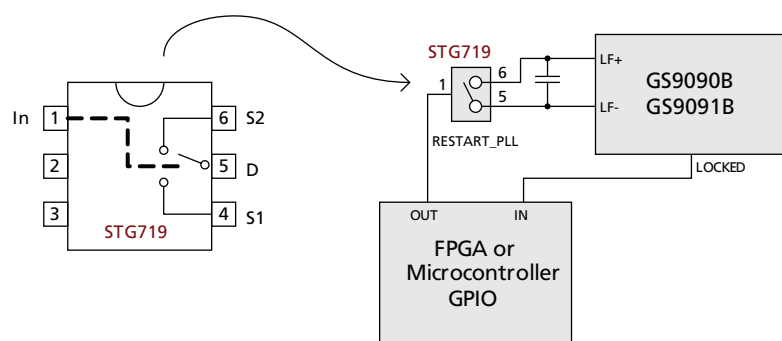 In
1
2
3
6
5
4
S2
D
S1
STG719
STG719
1
6
5
RESTART_PLL
LF+
LF-
GS9090B
GS9091B
LOCKED
OUT
IN
FPGA or
Microcontroller
GPIO